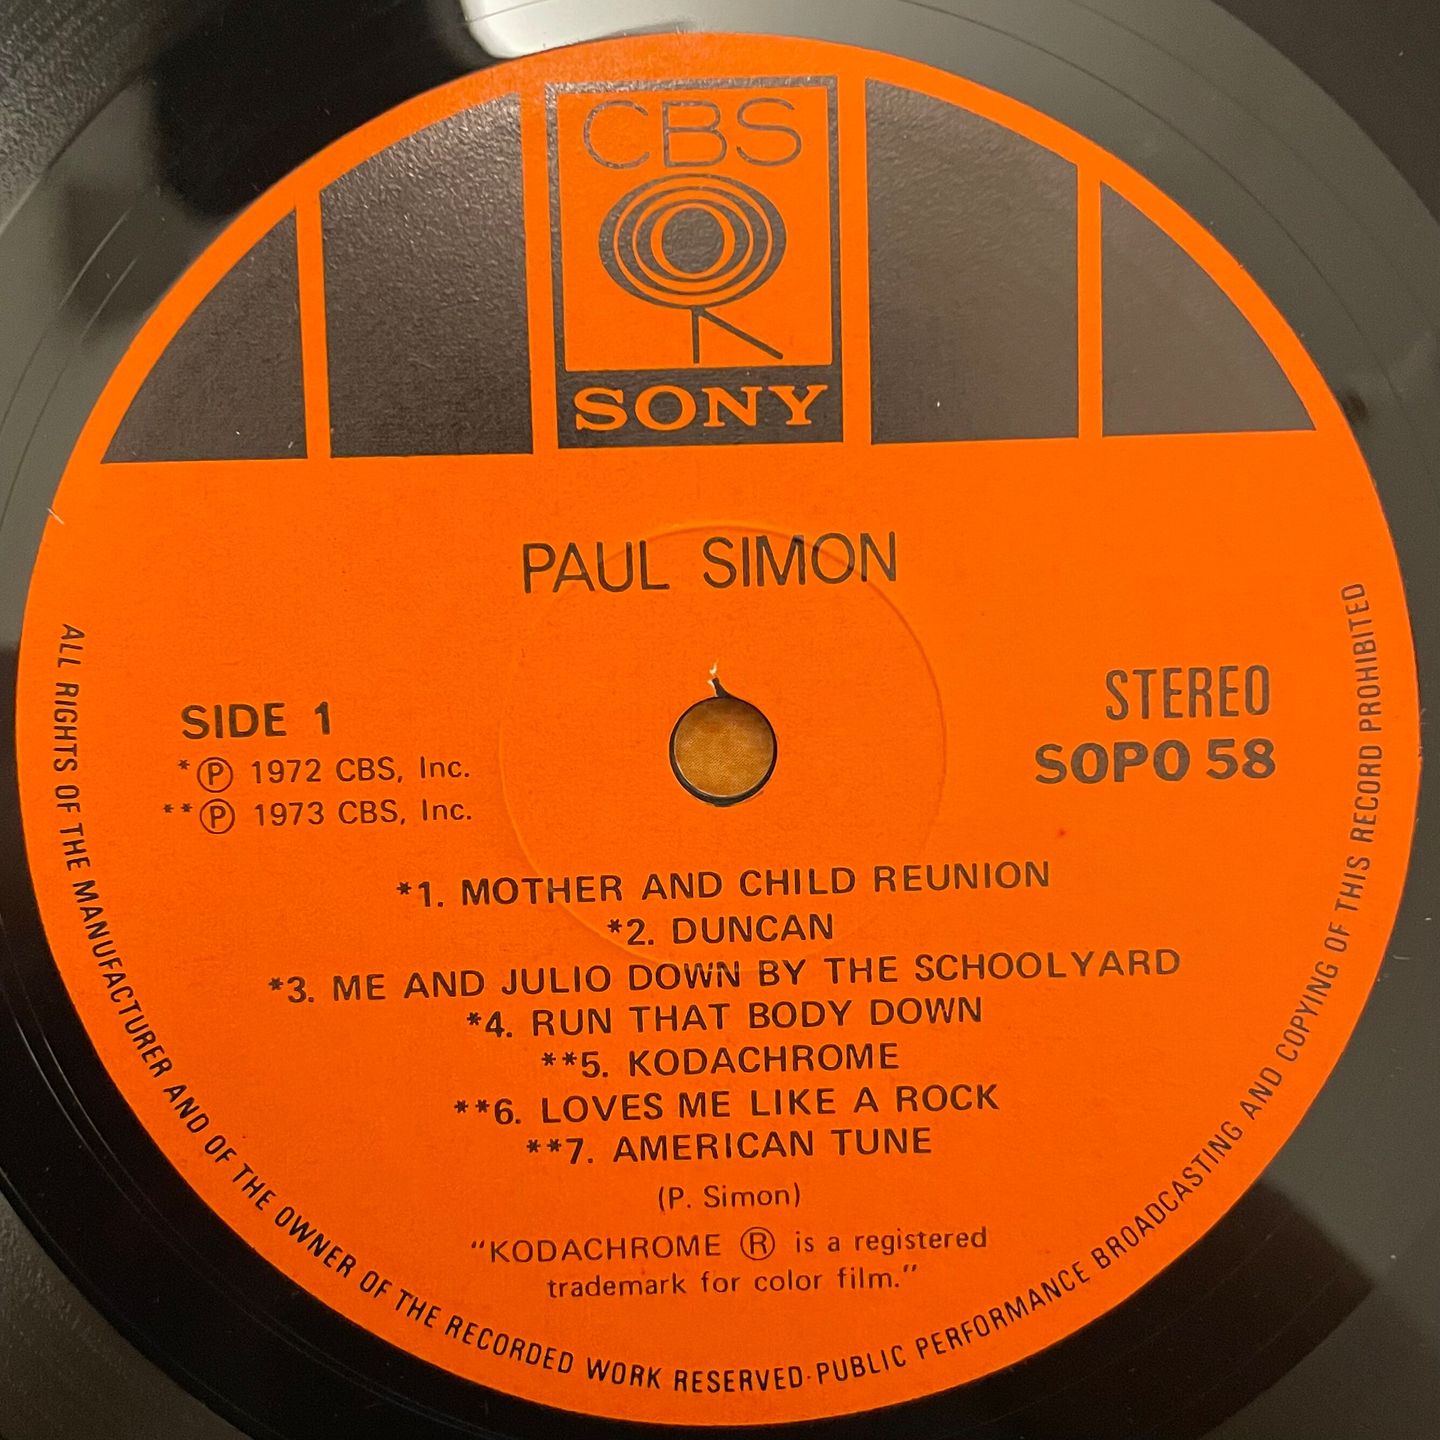 CBS
SONY
PAUL SIMON
SIDE 1
*Ⓟ 1972 CBS, Inc.
**Ⓟ 1973 CBS, Inc.
STEREO
SOPO 58
*1. MOTHER AND CHILD REUNION
*2. DUNCAN
*3. ME AND JULIO DOWN BY THE SCHOOLYARD
*4. RUN THAT BODY DOWN
**5. KODACHROME
**6. LOVES ME LIKE A ROCK
**7. AMERICAN TUNE
(P. Simon)
"KODACHROME ® is a registered
trademark for color film."
ALL RIGHTS OF THE MANUFACTURER AND OF THE OWNER OF THE RECORDED WORK RESERVED·PUBLIC PERFORMANCE BROADCASTING AND COPYING OF THIS RECORD PROHIBITED